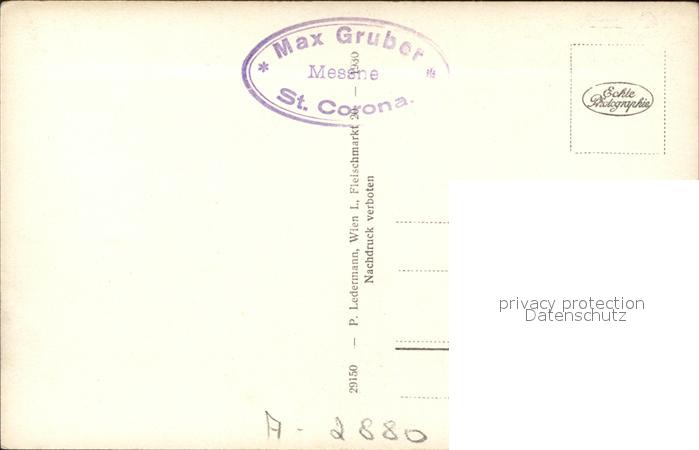 * Max Gruber *
Messne
St. Corona.
Echte
Photographie
29150 — P. Ledermann, Wien I., Fleischmarkt 20 — 1930
Nachdruck verboten
privacy protection
Datenschutz
A - 2880